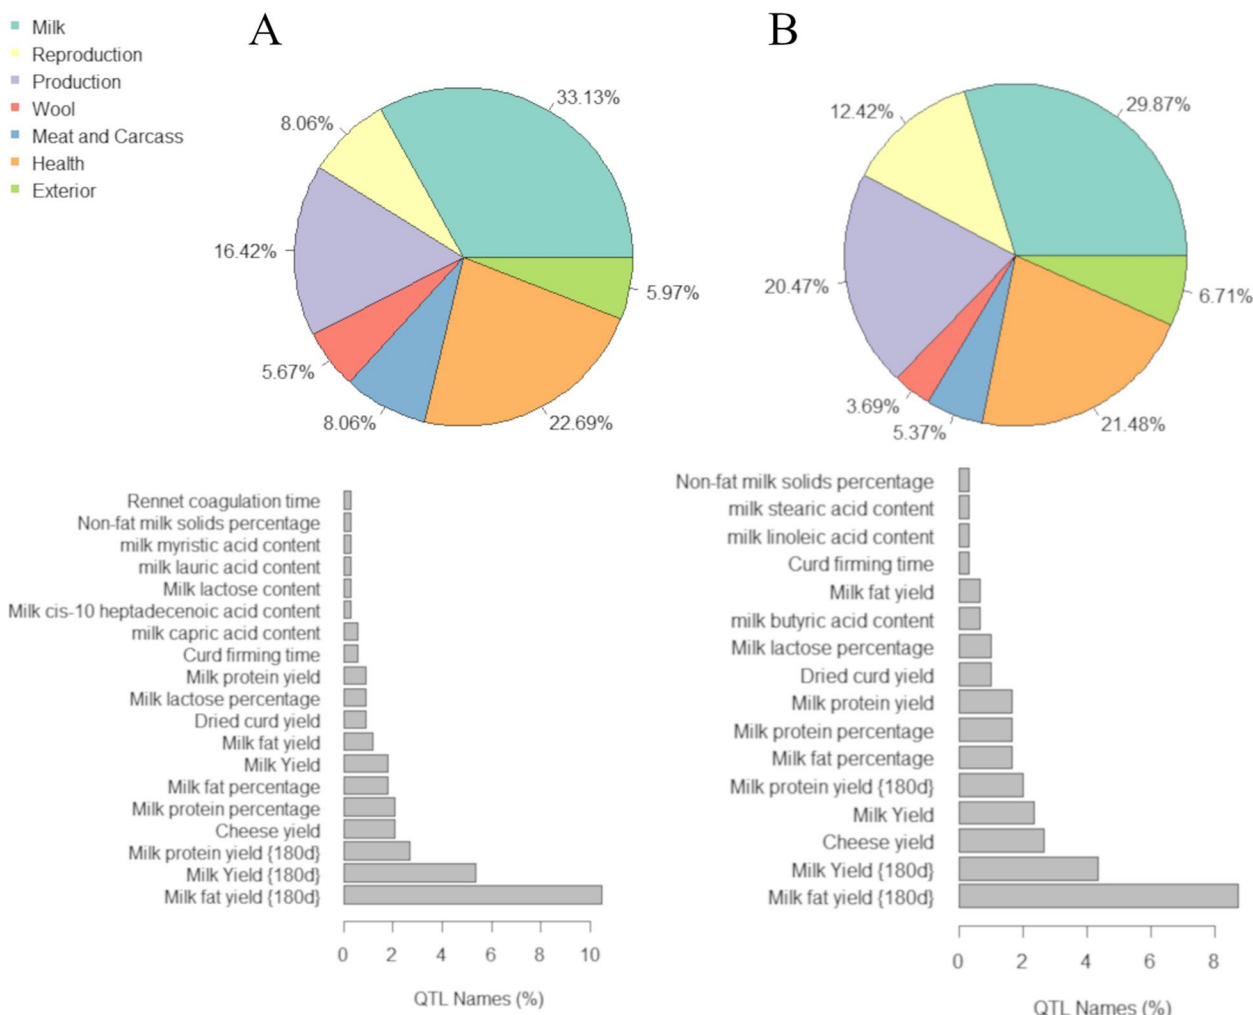 Milk
Reproduction
Production
Wool
Meat and Carcass
Health
Exterior
A
33.13%
8.06%
16.42%
5.67%
8.06%
22.69%
5.97%
B
29.87%
12.42%
20.47%
3.69%
5.37%
21.48%
6.71%
Rennet coagulation time
Non-fat milk solids percentage
milk myristic acid content
milk lauric acid content
Milk lactose content
Milk cis-10 heptadecenoic acid content
milk capric acid content
Curd firming time
Milk protein yield
Milk lactose percentage
Dried curd yield
Milk fat yield
Milk Yield
Milk fat percentage
Milk protein percentage
Cheese yield
Milk protein yield {180d}
Milk Yield {180d}
Milk fat yield {180d}
0 2 4 6 8 10
QTL Names (%)
Non-fat milk solids percentage
milk stearic acid content
milk linoleic acid content
Curd firming time
Milk fat yield
milk butyric acid content
Milk lactose percentage
Dried curd yield
Milk protein yield
Milk protein percentage
Milk fat percentage
Milk protein yield {180d}
Milk Yield
Cheese yield
Milk Yield {180d}
Milk fat yield {180d}
0 2 4 6 8
QTL Names (%)